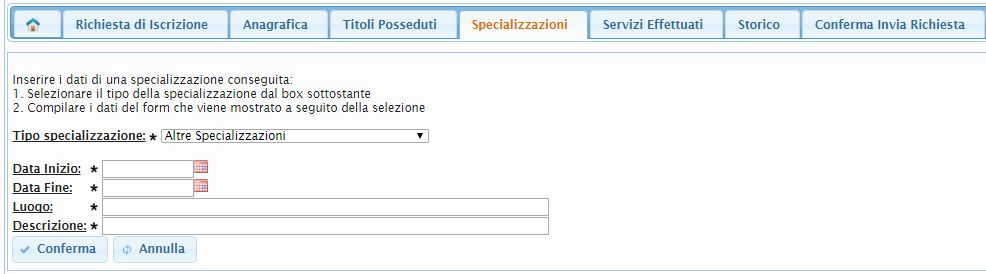 Richiesta di Iscrizione Anagrafica Titoli Posseduti Specializzazioni Servizi Effettuati Storico Conferma Invia Richiesta
Inserire i dati di una specializzazione conseguita:
1. Selezionare il tipo della specializzazione dal box sottostante
2. Compilare i dati del form che viene mostrato a seguito della selezione
Tipo specializzazione: * Altre Specializzazioni
Data Inizio: *
Data Fine: *
Luogo: *
Descrizione: *
Conferma Annulla